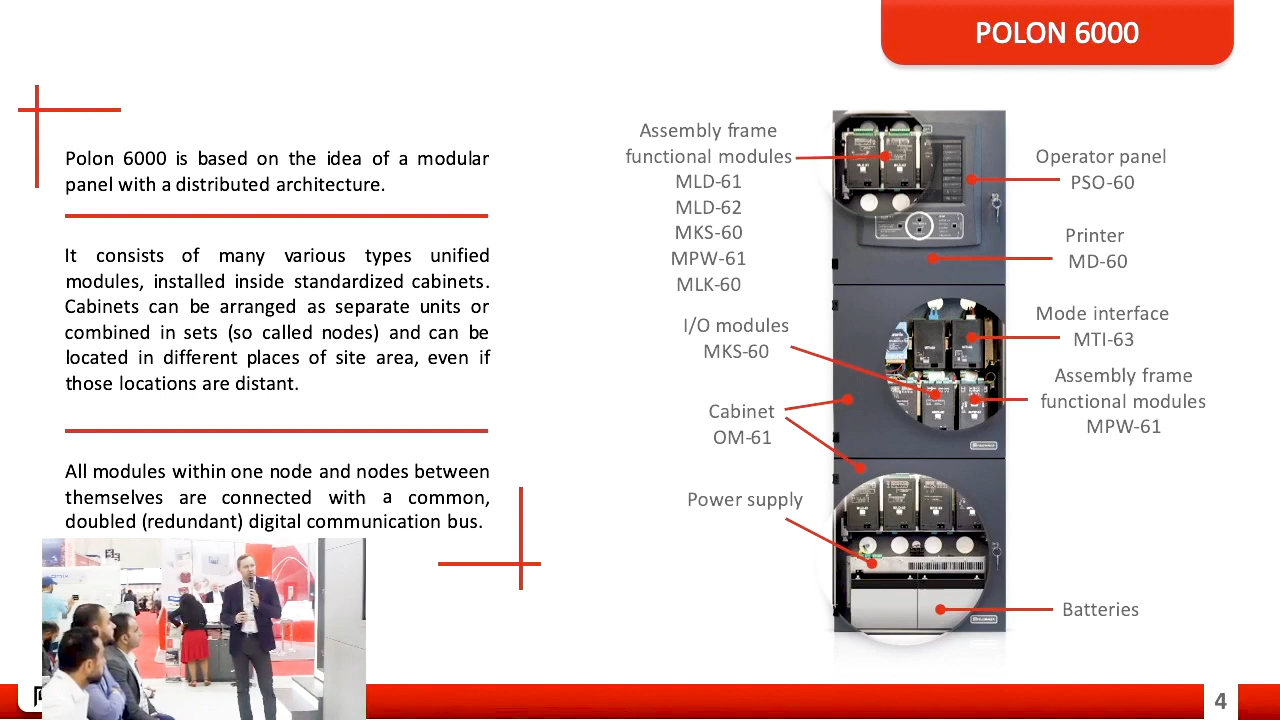 POLON 6000
Polon 6000 is based on the idea of a modular
panel with a distributed architecture.
It consists of many various types unified
modules, installed inside standardized cabinets.
Cabinets can be arranged as separate units or
combined in sets (so called nodes) and can be
located in different places of site area, even if
those locations are distant.
All modules within one node and nodes between
themselves are connected with a common,
doubled (redundant) digital communication bus.
Assembly frame
functional modules
MLD-61
MLD-62
MKS-60
MPW-61
MLK-60
I/O modules
MKS-60
Cabinet
OM-61
Power supply
Operator panel
PSO-60
Printer
MD-60
Mode interface
MTI-63
Assembly frame
functional modules
MPW-61
Batteries
4